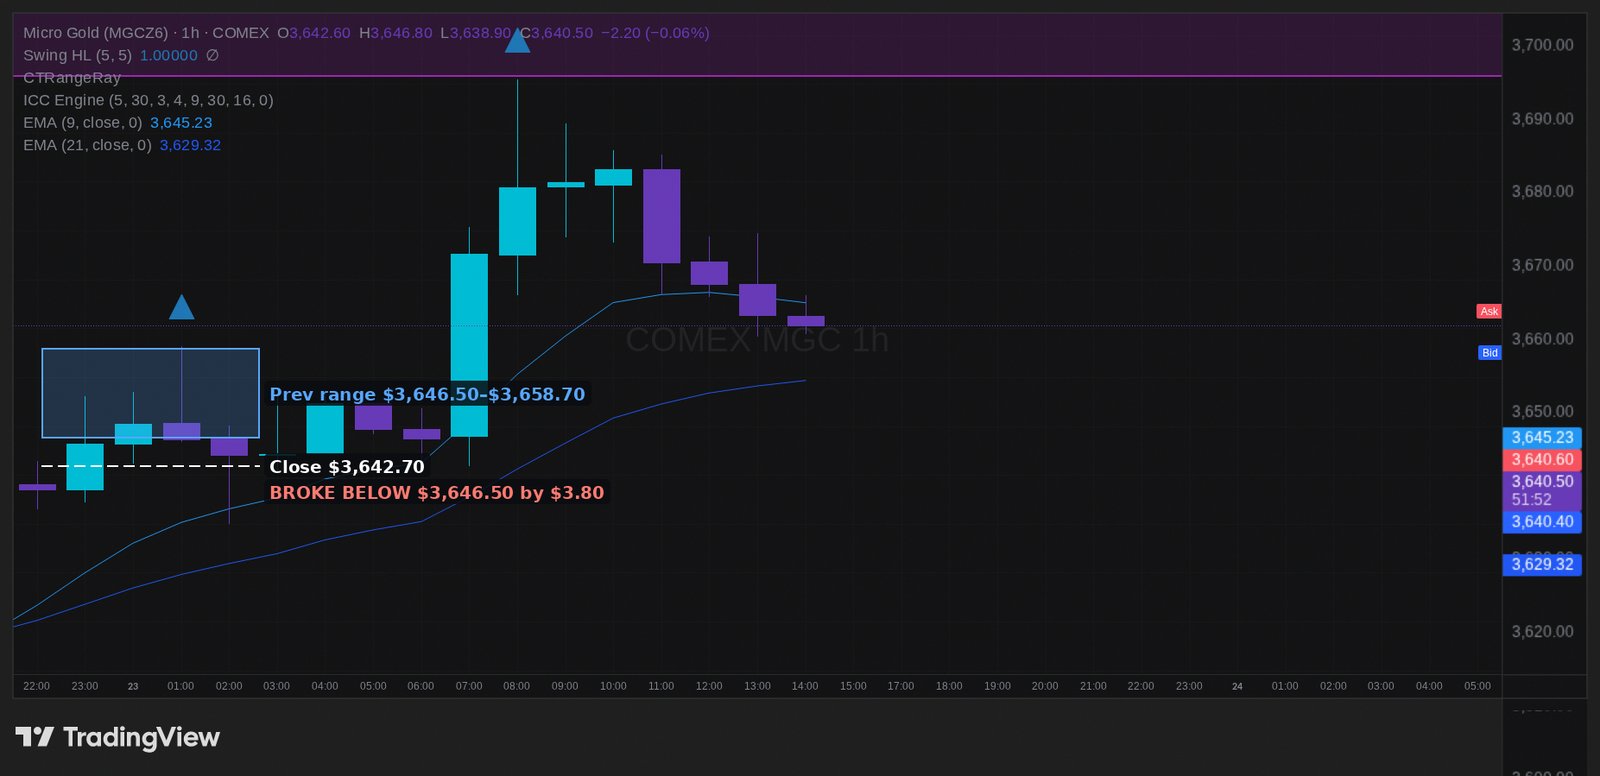 Micro Gold (MGCZ6) · 1h · COMEX O3,642.60 H3,646.80 L3,638.90 C3,640.50 −2.20 (−0.06%)
Swing HL (5, 5) 1.00000 ∅
CTRangeRay
ICC Engine (5, 30, 3, 4, 9, 30, 16, 0)
EMA (9, close, 0) 3,645.23
EMA (21, close, 0) 3,629.32
3,700.00
3,690.00
3,680.00
3,670.00
Ask
COMEX MGC 1h
3,660.00
Bid
Prev range $3,646.50–$3,658.70
3,650.00
3,645.23
Close $3,642.70
3,640.60
3,640.50
BROKE BELOW $3,646.50 by $3.80
51:52
3,640.40
3,629.32
3,620.00
22:00 23:00 23 01:00 02:00 03:00 04:00 05:00 06:00 07:00 08:00 09:00 10:00 11:00 12:00 13:00 14:00 15:00 17:00 18:00 19:00 20:00 21:00 22:00 23:00 24 01:00 02:00 03:00 04:00 05:00
TradingView